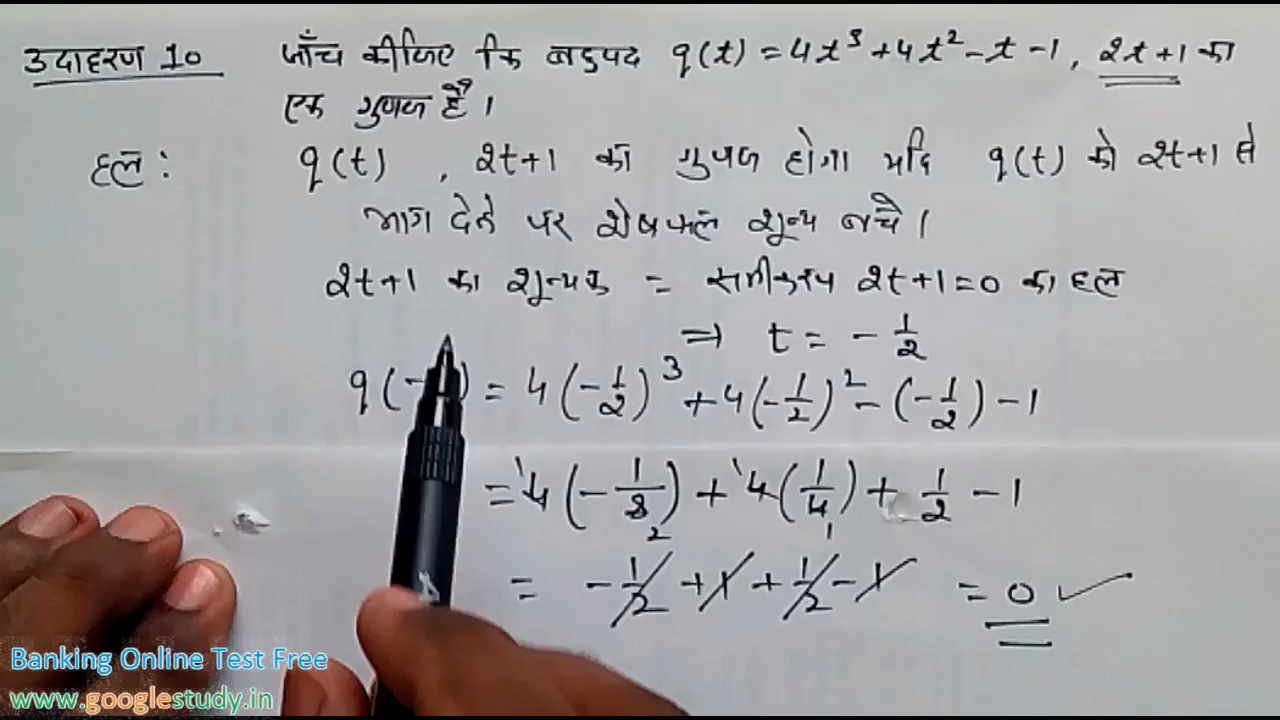 उदाहरण 10 जाँच कीजिए कि बहुपद q(t) = 4t³ + 4t² - t - 1, 2t+1 का
एक गुणज है।
हल : q(t) , 2t+1 का गुणज होगा यदि q(t) को 2t+1 से
भाग देने पर शेषफल शून्य बचे।
2t+1 का शून्यक = समीकरण 2t+1=0 का हल
⇒ t = - 1/2
q(- ) = 4(-1/2)³ + 4(-1/2)² - (-1/2) - 1
= 4(-1/8) + 4(1/4) + 1/2 - 1
= -1/2 + 1 + 1/2 - 1 = 0 ✓
Banking Online Test Free
www.googlestudy.in